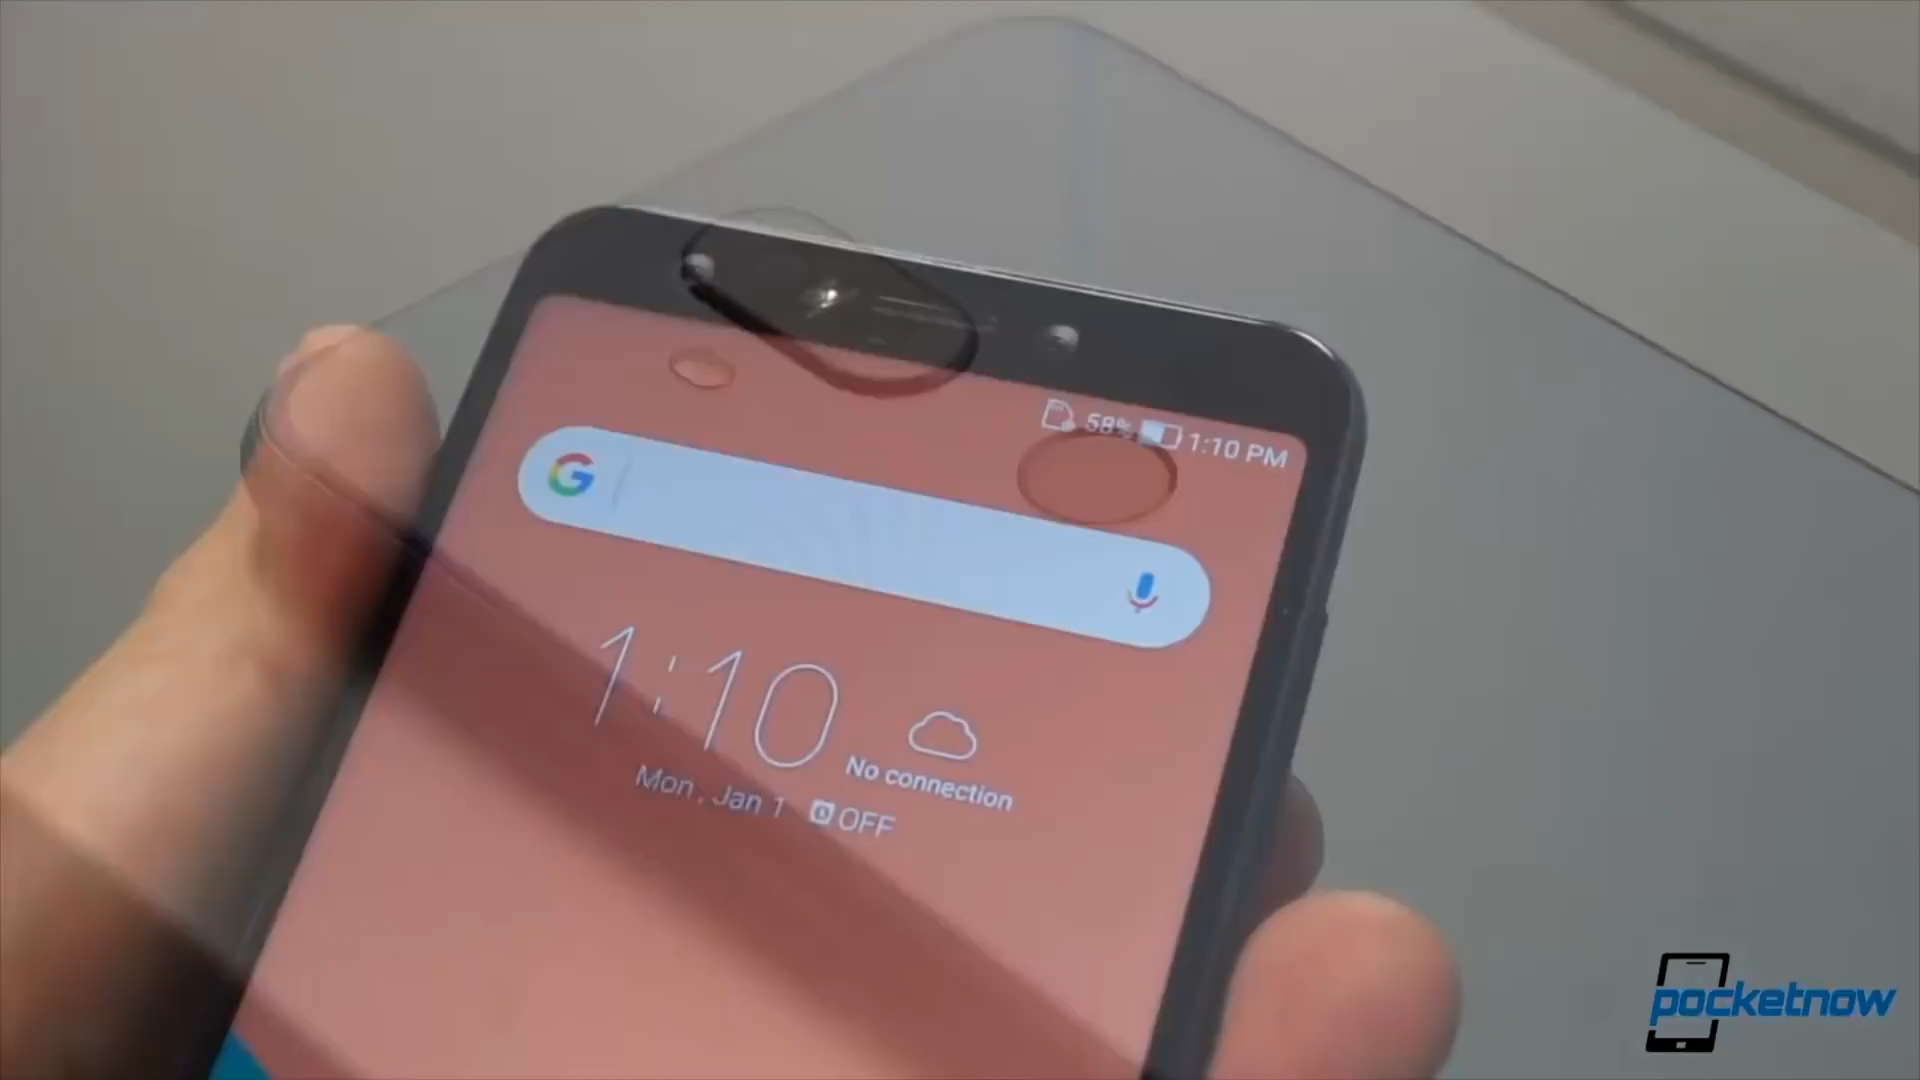 58% 1:10 PM
G
1:10
No connection
Mon, Jan 1 OFF
pocketnow